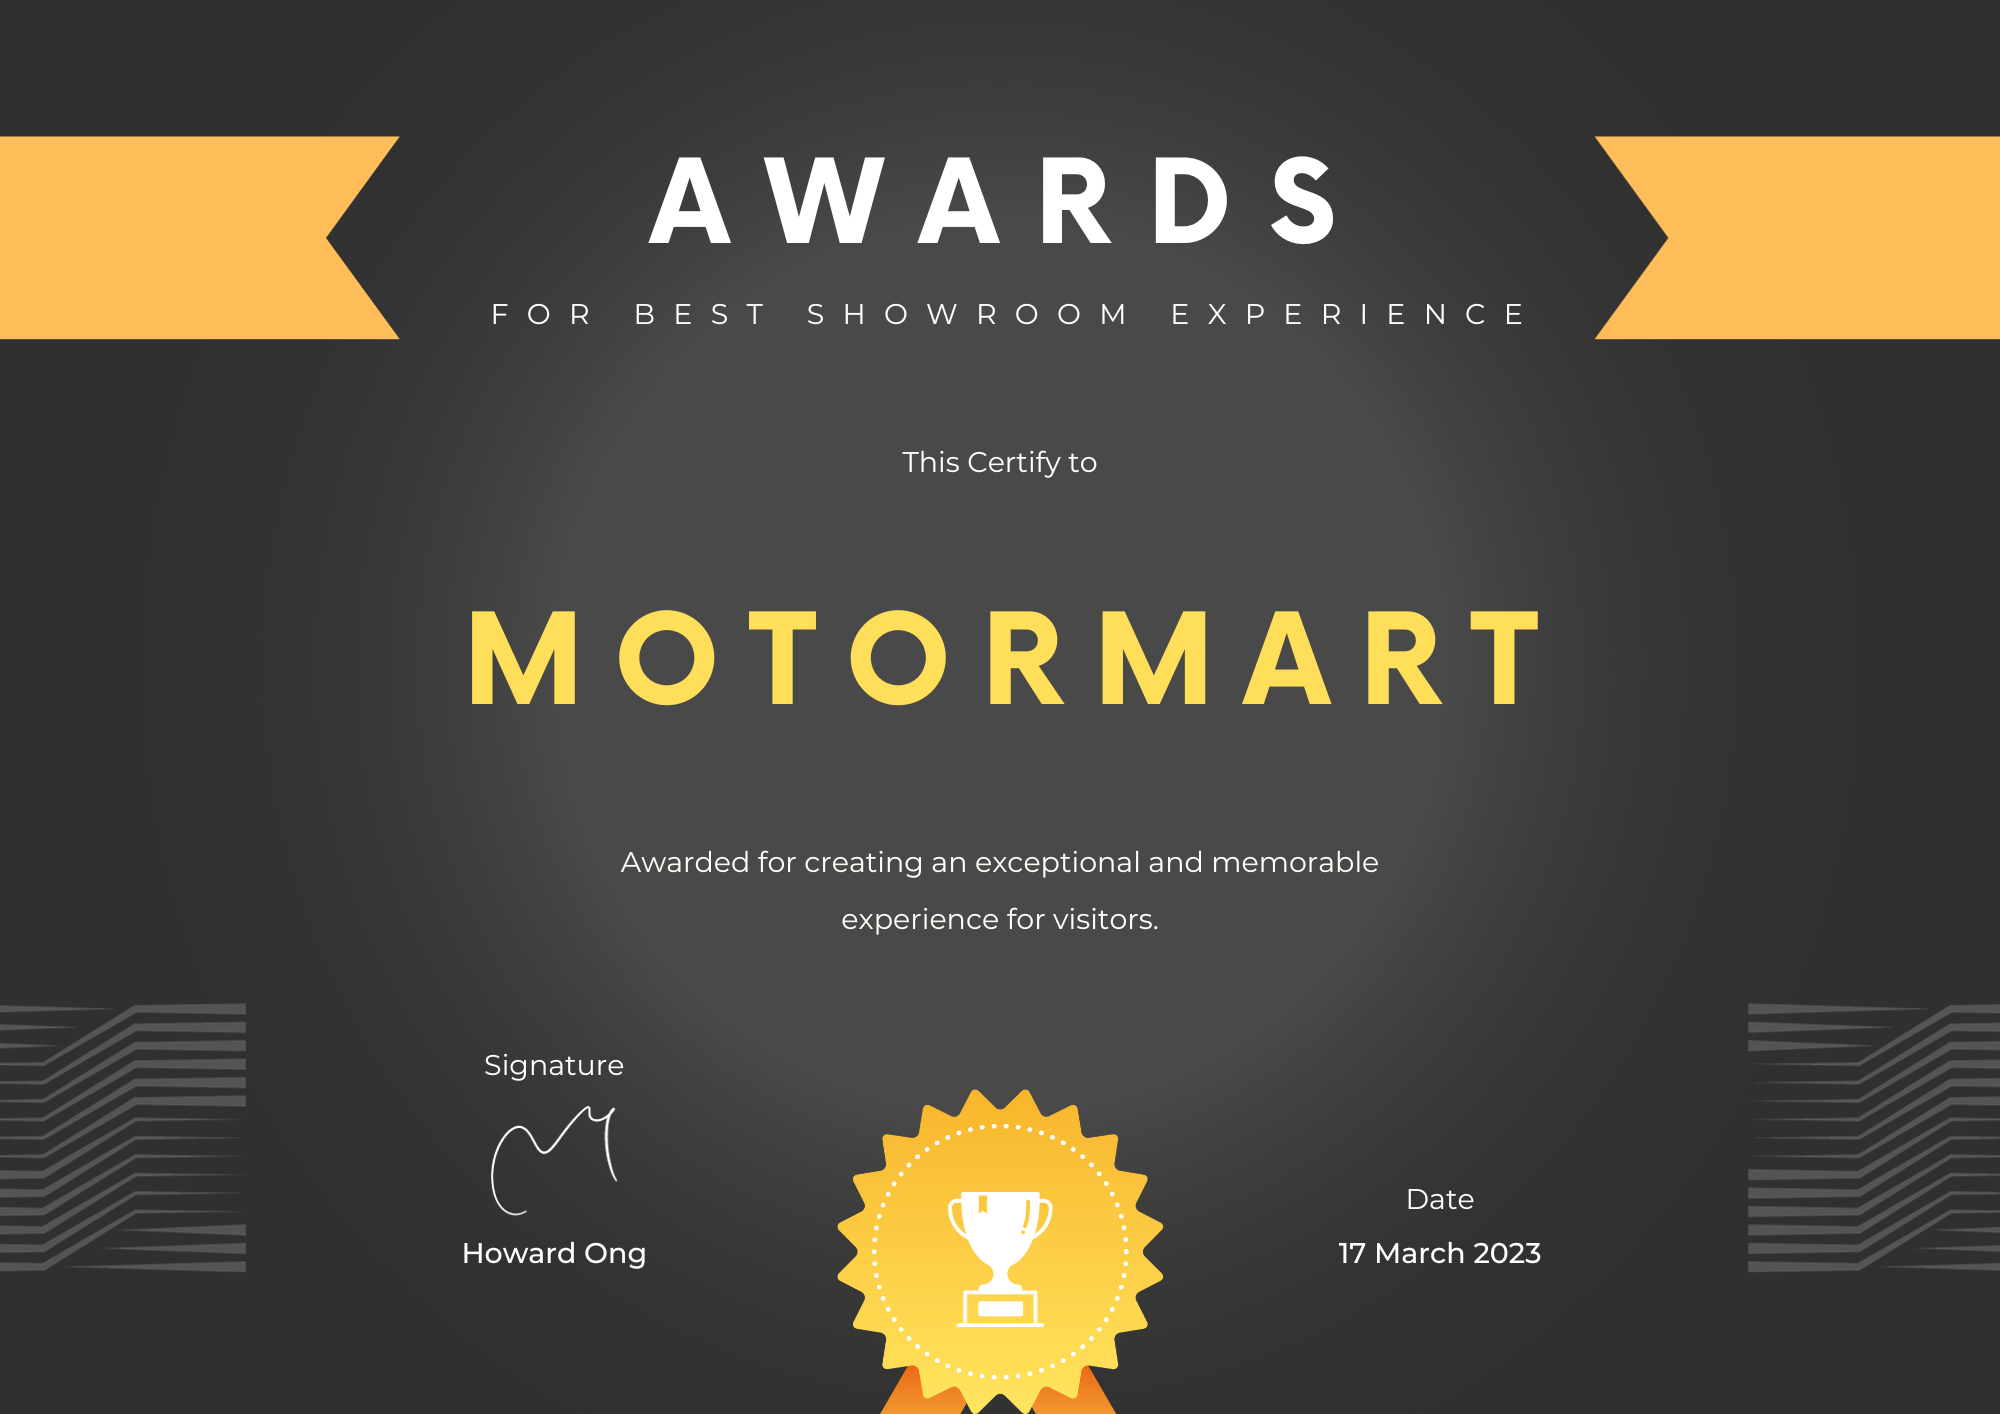 AWARDS
FOR BEST SHOWROOM EXPERIENCE
This Certify to
MOTORMART
Awarded for creating an exceptional and memorable
experience for visitors.
Signature
Howard Ong
Date
17 March 2023